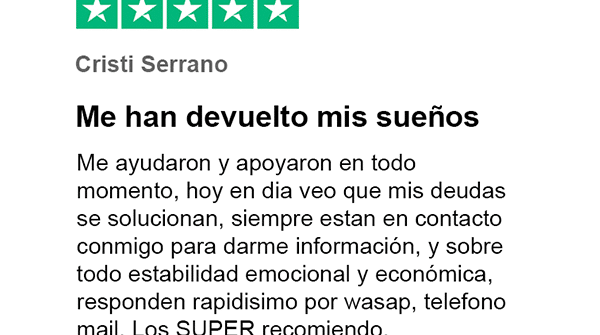 Cristi Serrano
Me han devuelto mis sueños
Me ayudaron y apoyaron en todo
momento, hoy en dia veo que mis deudas
se solucionan, siempre estan en contacto
conmigo para darme información, y sobre
todo estabilidad emocional y económica,
responden rapidisimo por wasap, telefono
mail. Los SUPER recomiendo.